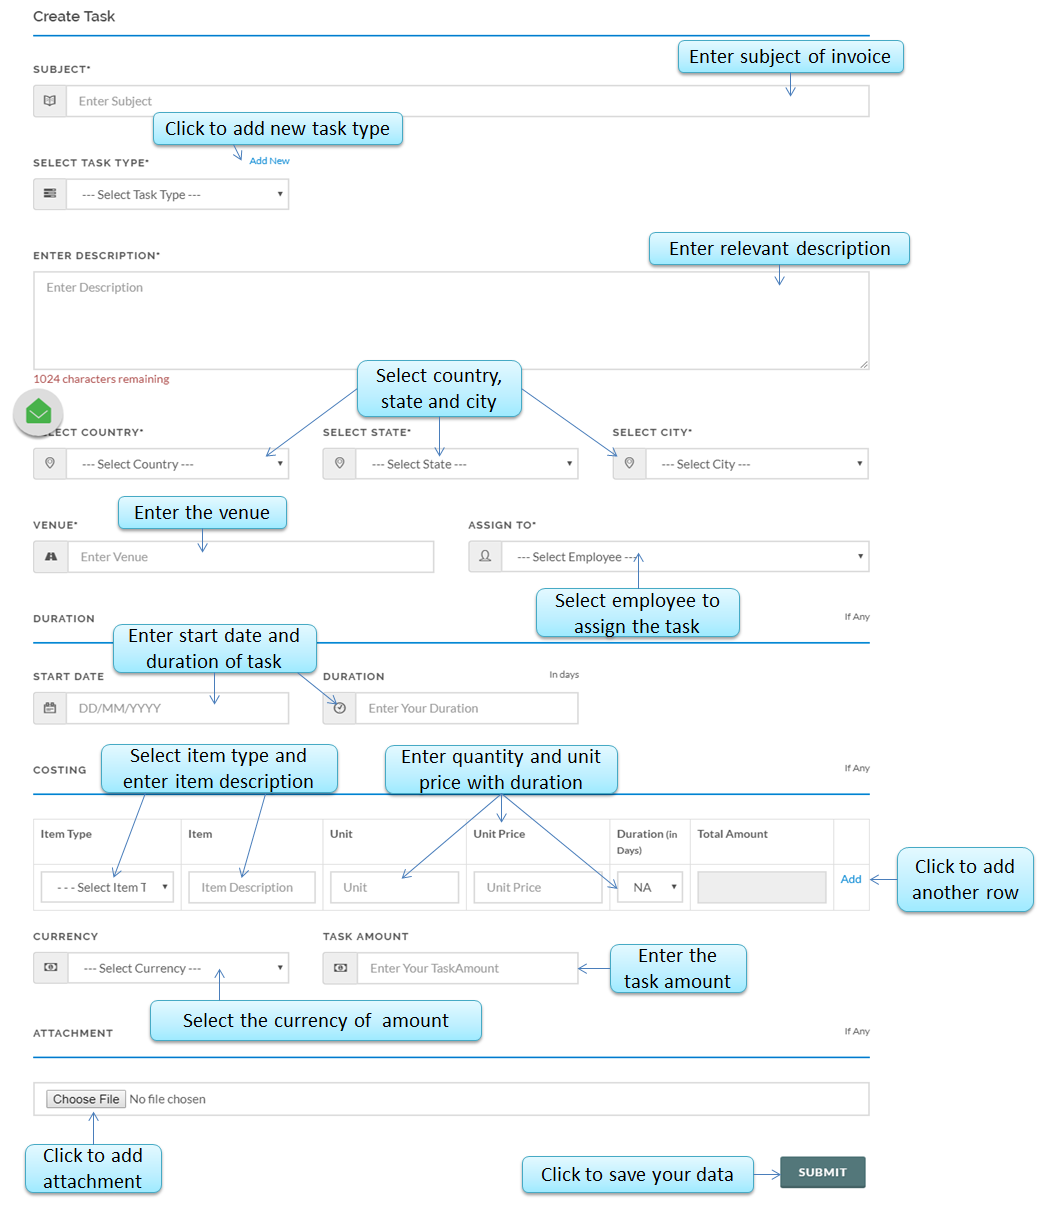 Create Task
Enter subject of invoice
SUBJECT*
Enter Subject
Click to add new task type
SELECT TASK TYPE*
Add New
--- Select Task Type ---
Enter relevant description
ENTER DESCRIPTION*
Enter Description
1024 characters remaining
Select country,
state and city
ELECT COUNTRY*
SELECT STATE*
SELECT CITY*
--- Select Country ---
--- Select State ---
--- Select City ---
Enter the venue
VENUE*
ASSIGN TO*
Enter Venue
--- Select Employee ---
Select employee to
assign the task
DURATION
If Any
Enter start date and
duration of task
START DATE
DURATION
In days
DD/MM/YYYY
Enter Your Duration
Select item type and
enter item description
Enter quantity and unit
price with duration
COSTING
If Any
Item Type
Item
Unit
Unit Price
Duration (in
Days)
Total Amount
- - - Select Item T
Item Description
Unit
Unit Price
NA
Add
Click to add
another row
CURRENCY
TASK AMOUNT
--- Select Currency ---
Enter Your TaskAmount
Enter the
task amount
Select the currency of  amount
ATTACHMENT
If Any
Choose File No file chosen
Click to add
attachment
Click to save your data
SUBMIT